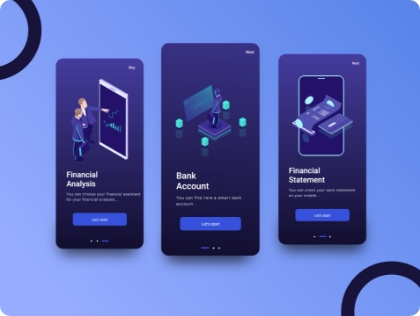 Skip
Financial
Analysis
You can choose your financial assistant
for your financial analysis...
Let's start
Next
Bank
Account
You can find here a smart bank
account ..
Let's start
Next
Financial
Statement
You can check your bank statement
on your mobile ..
Let's start